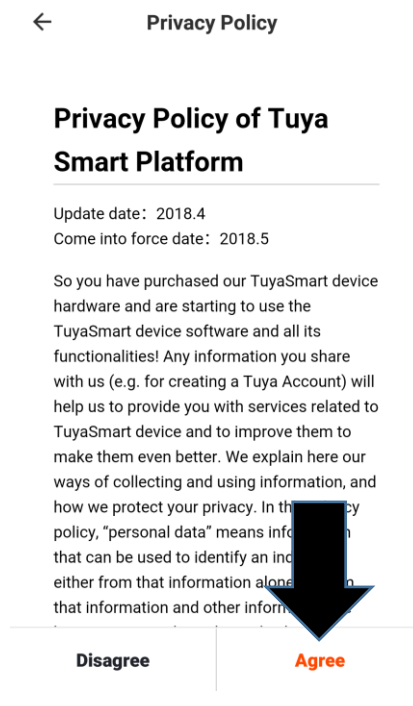 Privacy Policy
Privacy Policy of Tuya
Smart Platform
Update date：2018.4
Come into force date：2018.5
So you have purchased our TuyaSmart device
hardware and are starting to use the
TuyaSmart device software and all its
functionalities! Any information you share
with us (e.g. for creating a Tuya Account) will
help us to provide you with services related to
TuyaSmart device and to improve them to
make them even better. We explain here our
ways of collecting and using information, and
how we protect your privacy. In
policy, “personal data” means
that can be used to identify an
either from that information alone
that information and other
Disagree
Agree